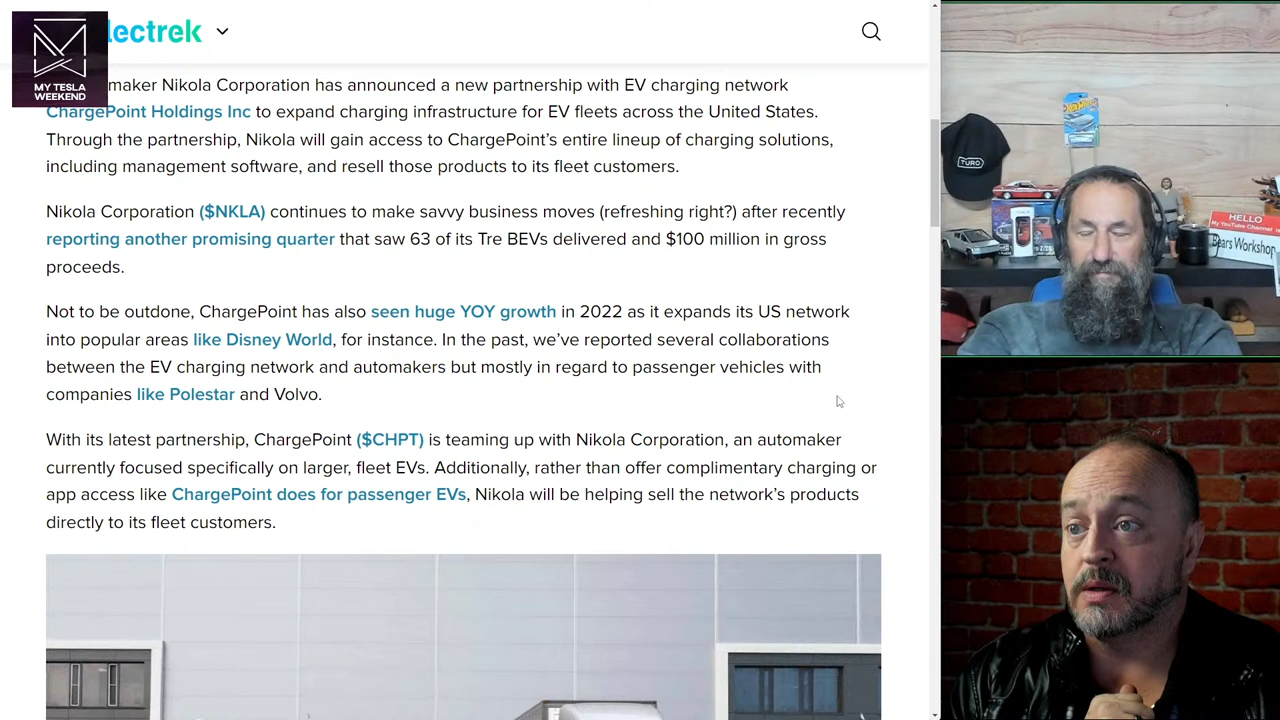 lectrek
MY TESLA
WEEKEND
maker Nikola Corporation has announced a new partnership with EV charging network
ChargePoint Holdings Inc to expand charging infrastructure for EV fleets across the United States.
Through the partnership, Nikola will gain access to ChargePoint’s entire lineup of charging solutions,
including management software, and resell those products to its fleet customers.
Nikola Corporation ($NKLA) continues to make savvy business moves (refreshing right?) after recently
reporting another promising quarter that saw 63 of its Tre BEVs delivered and $100 million in gross
proceeds.
Not to be outdone, ChargePoint has also seen huge YOY growth in 2022 as it expands its US network
into popular areas like Disney World, for instance. In the past, we’ve reported several collaborations
between the EV charging network and automakers but mostly in regard to passenger vehicles with
companies like Polestar and Volvo.
With its latest partnership, ChargePoint ($CHPT) is teaming up with Nikola Corporation, an automaker
currently focused specifically on larger, fleet EVs. Additionally, rather than offer complimentary charging or
app access like ChargePoint does for passenger EVs, Nikola will be helping sell the network’s products
directly to its fleet customers.
TURO
HELLO
My YouTube Channel is
Bears Workshop